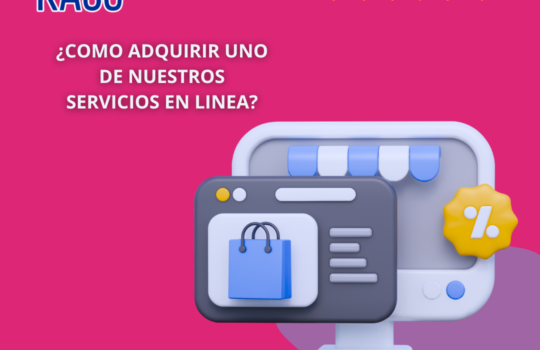 ¿COMO ADQUIRIR UNO
DE NUESTROS
SERVICIOS EN LINEA?